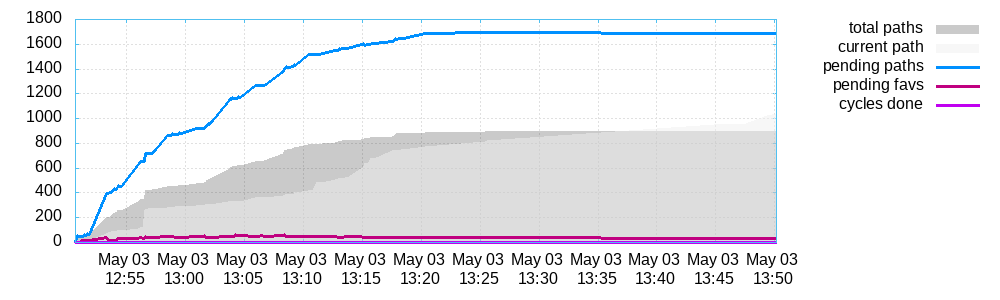 1800
1600
1400
1200
1000
800
600
400
200
0
May 03 May 03 May 03 May 03 May 03 May 03 May 03 May 03 May 03 May 03 May 03 May 03
12:55 13:00 13:05 13:10 13:15 13:20 13:25 13:30 13:35 13:40 13:45 13:50
total paths
current path
pending paths
pending favs
cycles done